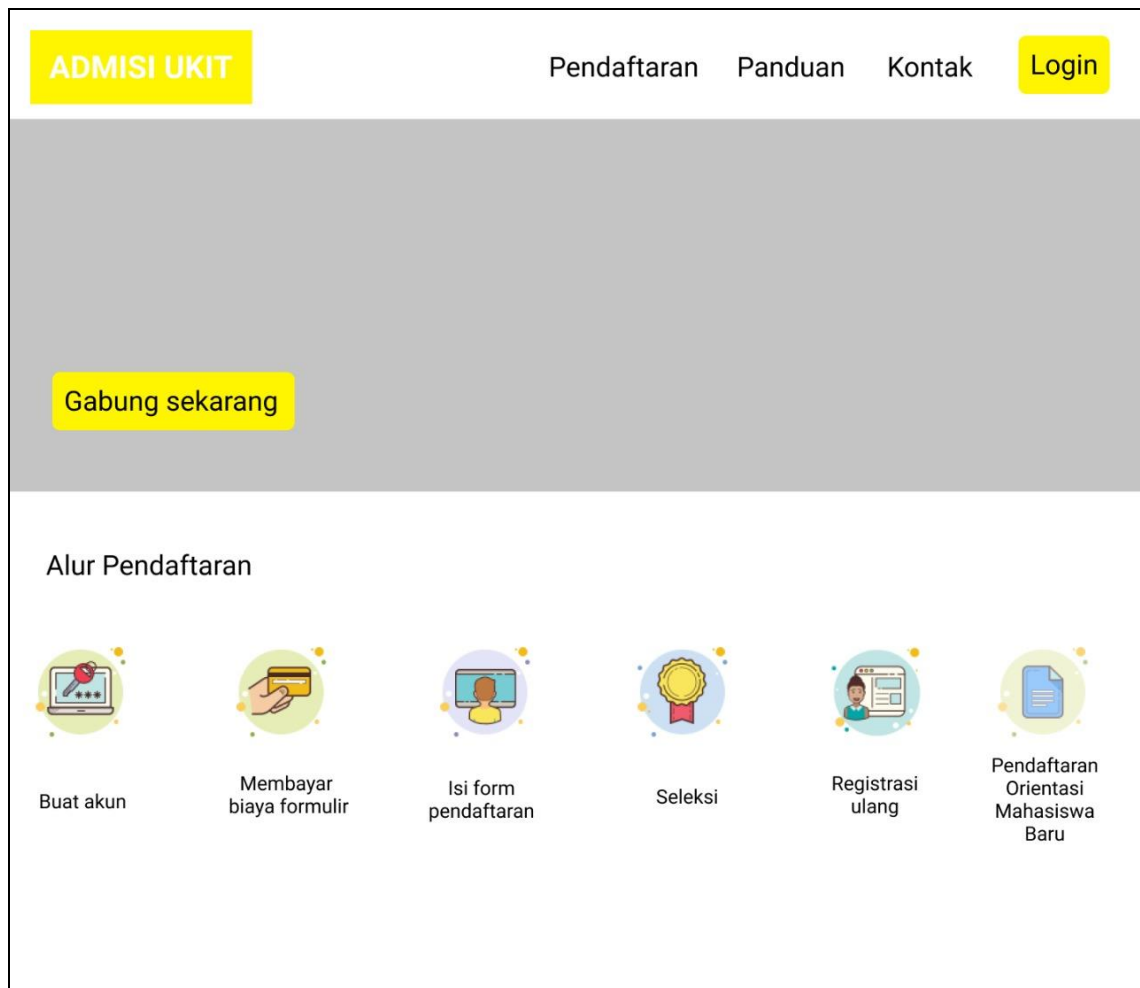 ADMISI UKIT
Pendaftaran
Panduan
Kontak
Login
Gabung sekarang
Alur Pendaftaran
***
Buat akun
Membayar
biaya formulir
Isi form
pendaftaran
Seleksi
Registrasi
ulang
Pendaftaran
Orientasi
Mahasiswa
Baru